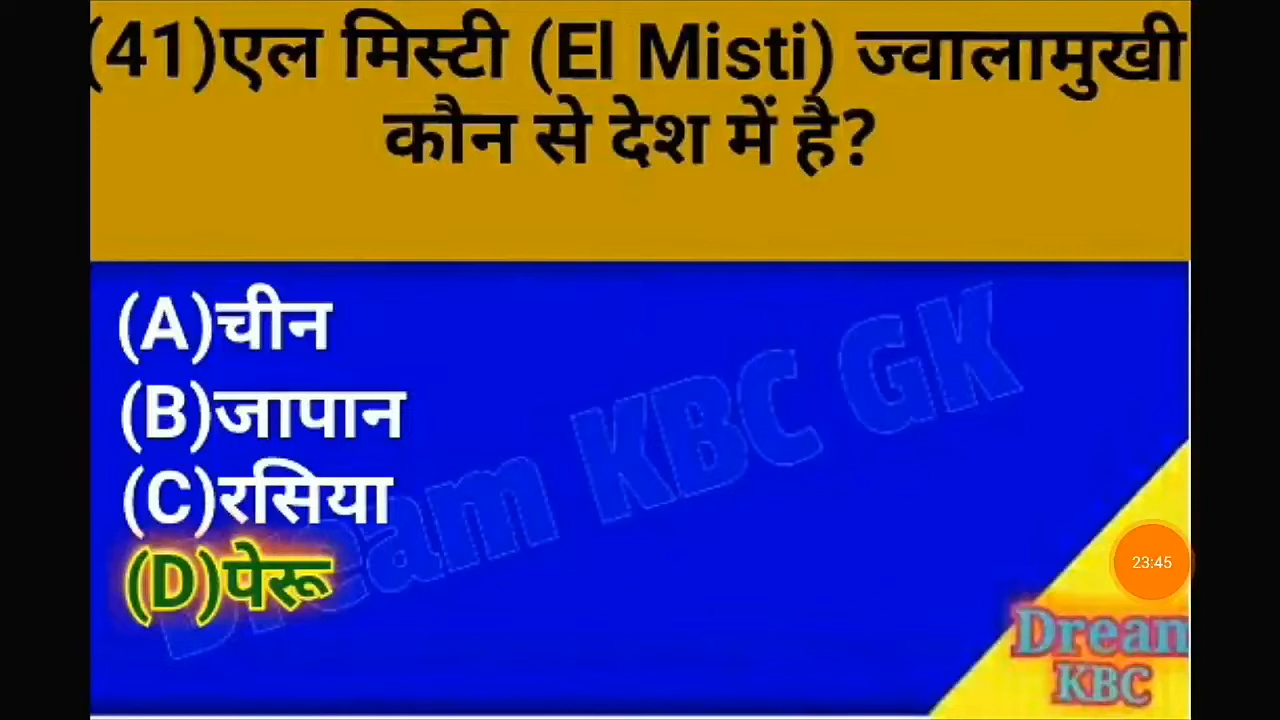 (41)एल मिस्टी (El Misti) ज्वालामुखी
कौन से देश में है?
(A)चीन
(B)जापान
(C)रसिया
(D)पेरू
Dream KBC GK
23:45
Dream
KBC